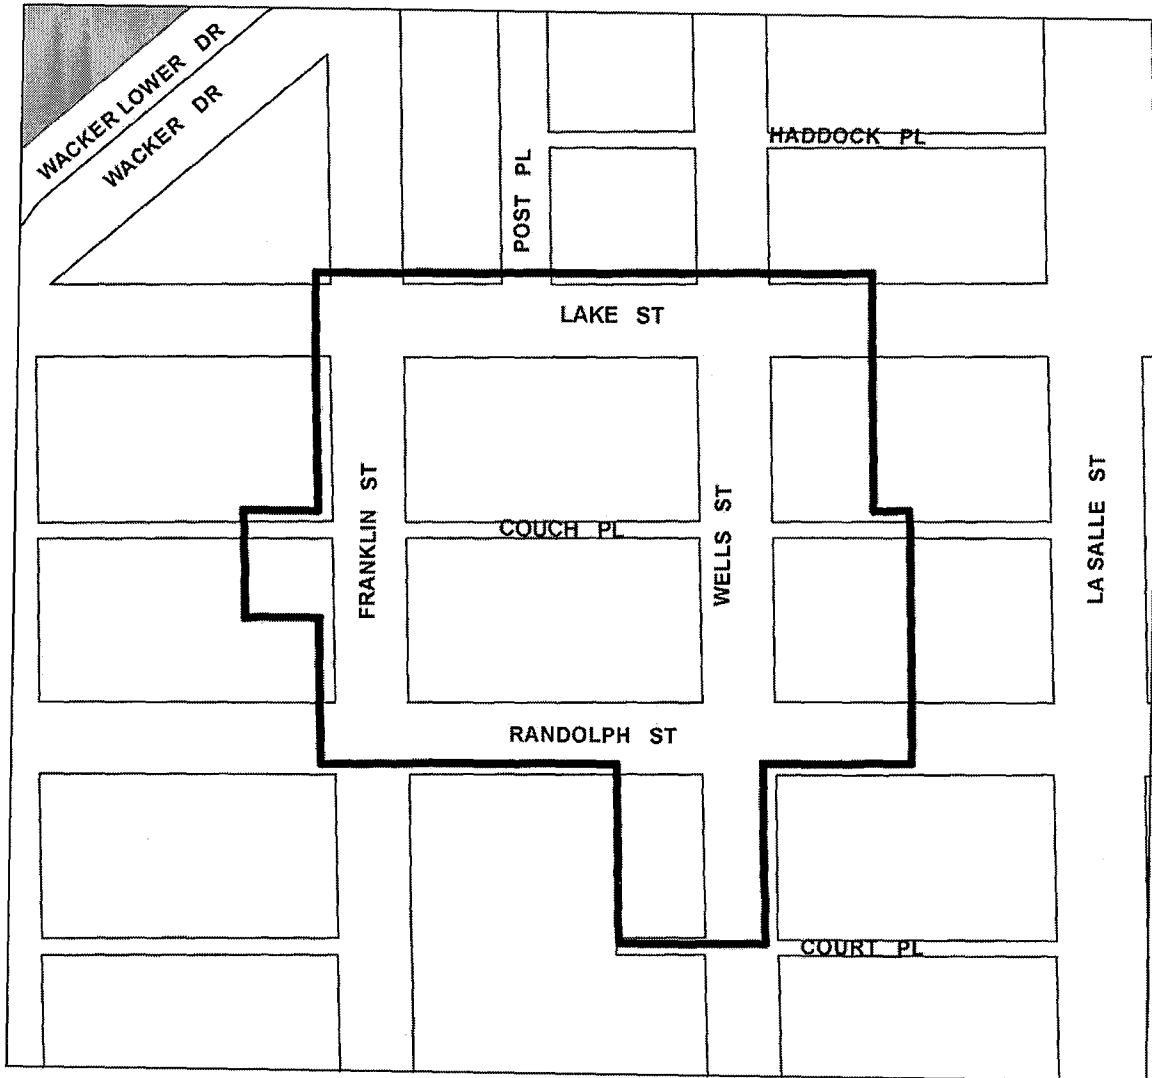 WACKER LOWER DR
WACKER DR
HADDOCK PL
POST PL
LAKE ST
FRANKLIN ST
COUCH PL
WELLS ST
LA SALLE ST
RANDOLPH ST
COURT PL